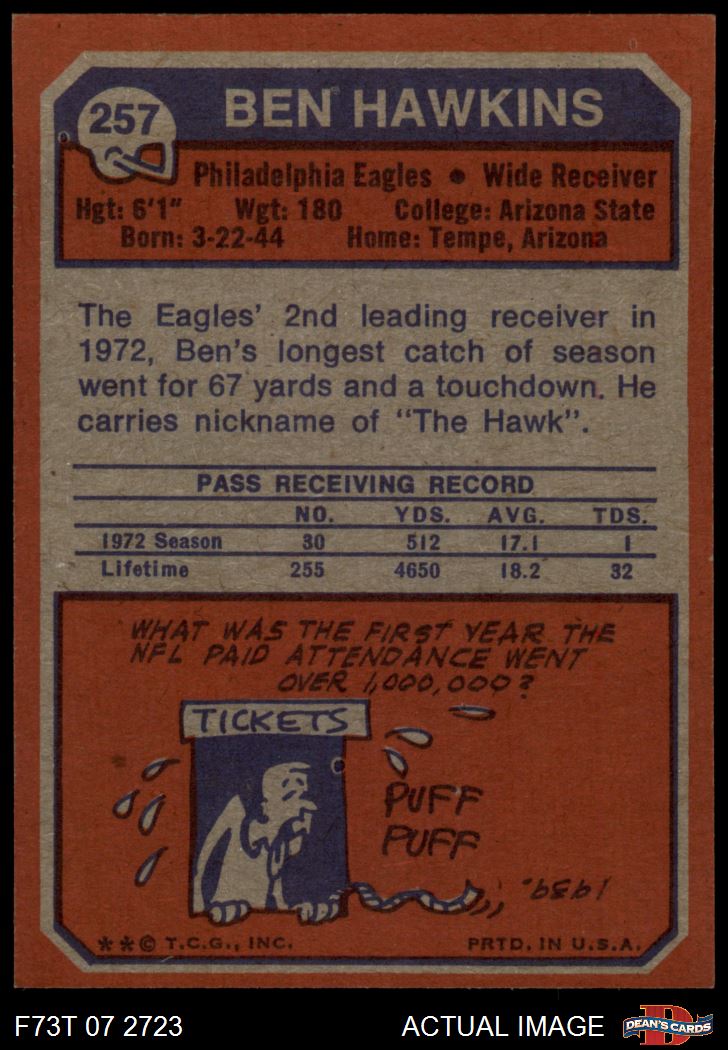 257
BEN HAWKINS
Philadelphia Eagles • Wide Receiver
Hgt: 6'1" Wgt: 180 College: Arizona State
Born: 3-22-44 Home: Tempe, Arizona
The Eagles' 2nd leading receiver in
1972, Ben's longest catch of season
went for 67 yards and a touchdown. He
carries nickname of "The Hawk".
PASS RECEIVING RECORD
NO. YDS. AVG. TDS.
1972 Season 30 512 17.1 1
Lifetime 255 4650 18.2 32
WHAT WAS THE FIRST YEAR THE
NFL PAID ATTENDANCE WENT
OVER 1,000,000?
TICKETS
PUFF
PUFF
1939.
**© T.C.G., INC. PRTD. IN U.S.A.
F73T 07 2723 ACTUAL IMAGE
D
DEAN'S CARDS